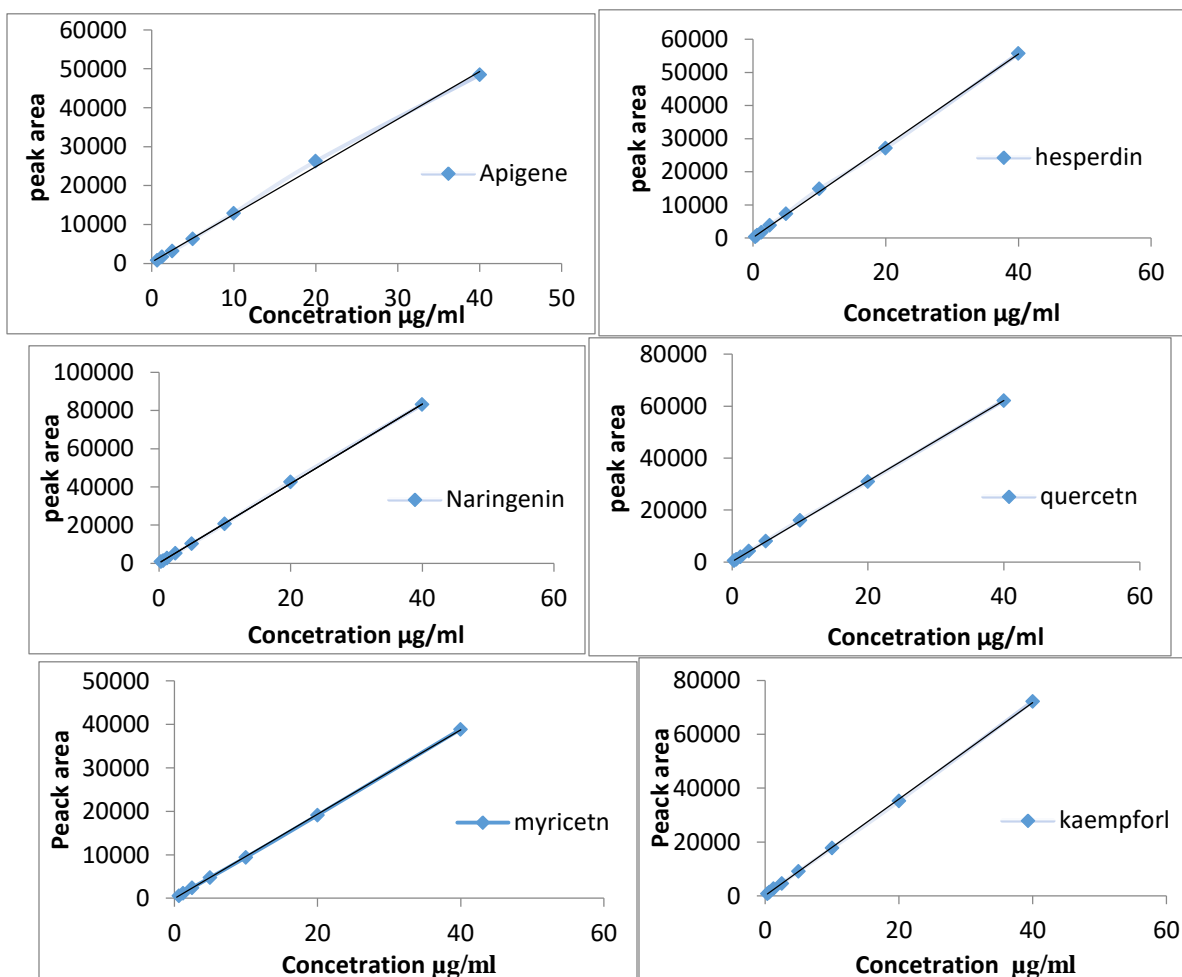 60000
50000
40000
30000
20000
10000
0
peak area
0 10 20 30 40 50
Concetration µg/ml
Apigene
60000
50000
40000
30000
20000
10000
0
peak area
0 20 40 60
Concetration µg/ml
hesperdin
100000
80000
60000
40000
20000
0
peak area
0 20 40 60
Concetration µg/ml
Naringenin
80000
60000
40000
20000
0
peak area
0 20 40 60
Concetration µg/ml
quercetn
50000
40000
30000
20000
10000
0
Peack area
0 20 40 60
Concetration µg/ml
myricetn
80000
60000
40000
20000
0
Peack area
0 20 40 60
Concetration µg/ml
kaempforl